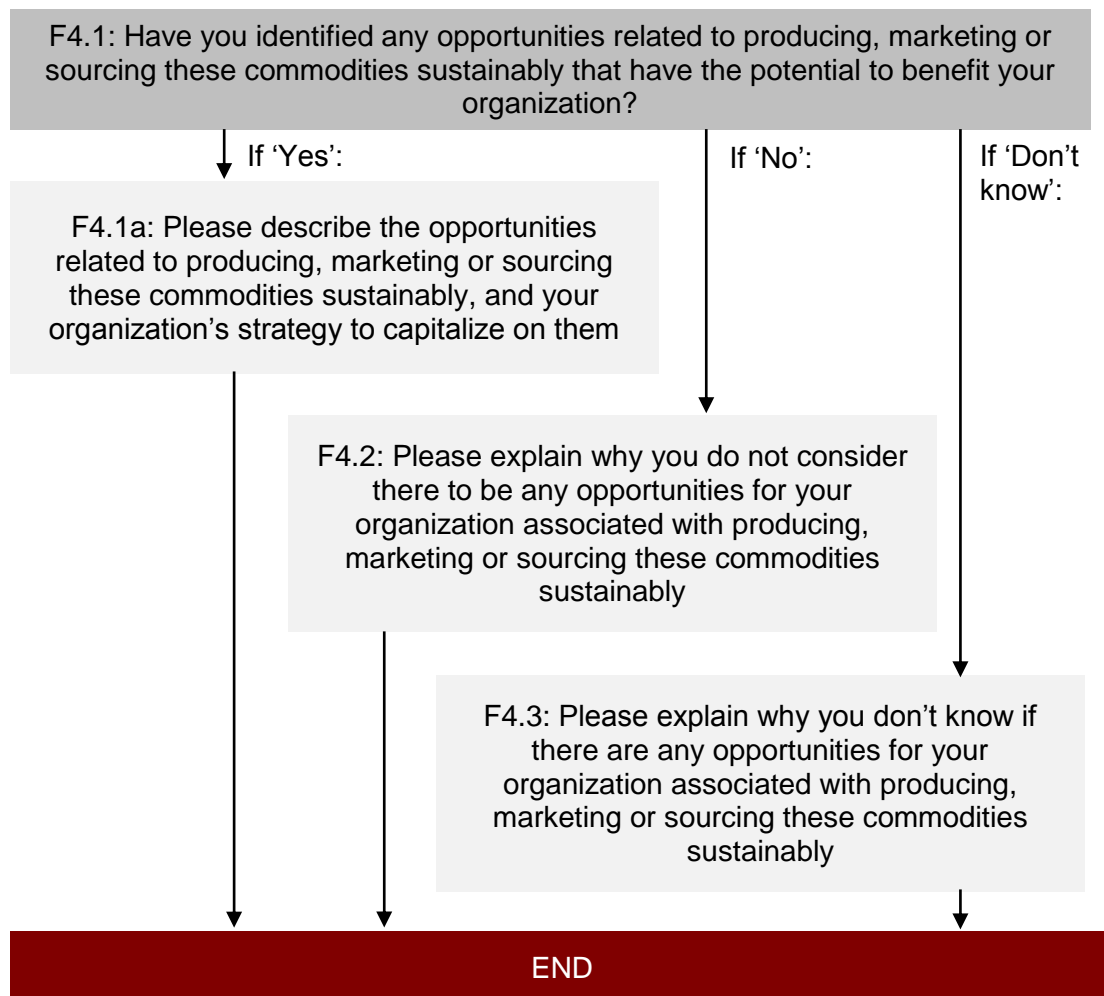 F4.1: Have you identified any opportunities related to producing, marketing or
sourcing these commodities sustainably that have the potential to benefit your
organization?
If ‘Yes’:
If ‘No’:
If ‘Don’t
know’:
F4.1a: Please describe the opportunities
related to producing, marketing or sourcing
these commodities sustainably, and your
organization’s strategy to capitalize on them
F4.2: Please explain why you do not consider
there to be any opportunities for your
organization associated with producing,
marketing or sourcing these commodities
sustainably
F4.3: Please explain why you don’t know if
there are any opportunities for your
organization associated with producing,
marketing or sourcing these commodities
sustainably
END